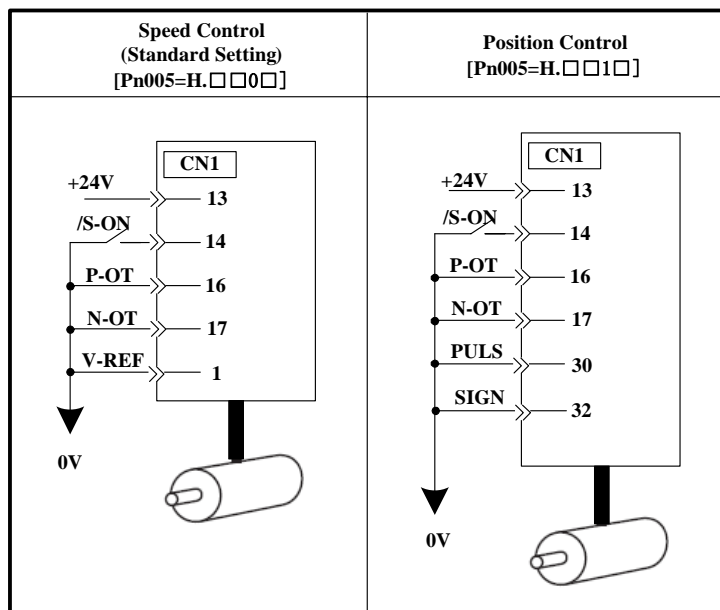 Speed Control
(Standard Setting)
[Pn005=H.□□0□]
Position Control
[Pn005=H.□□1□]
CN1
+24V 13
/S-ON 14
P-OT 16
N-OT 17
V-REF 1
0V
CN1
+24V 13
/S-ON 14
P-OT 16
N-OT 17
PULS 30
SIGN 32
0V